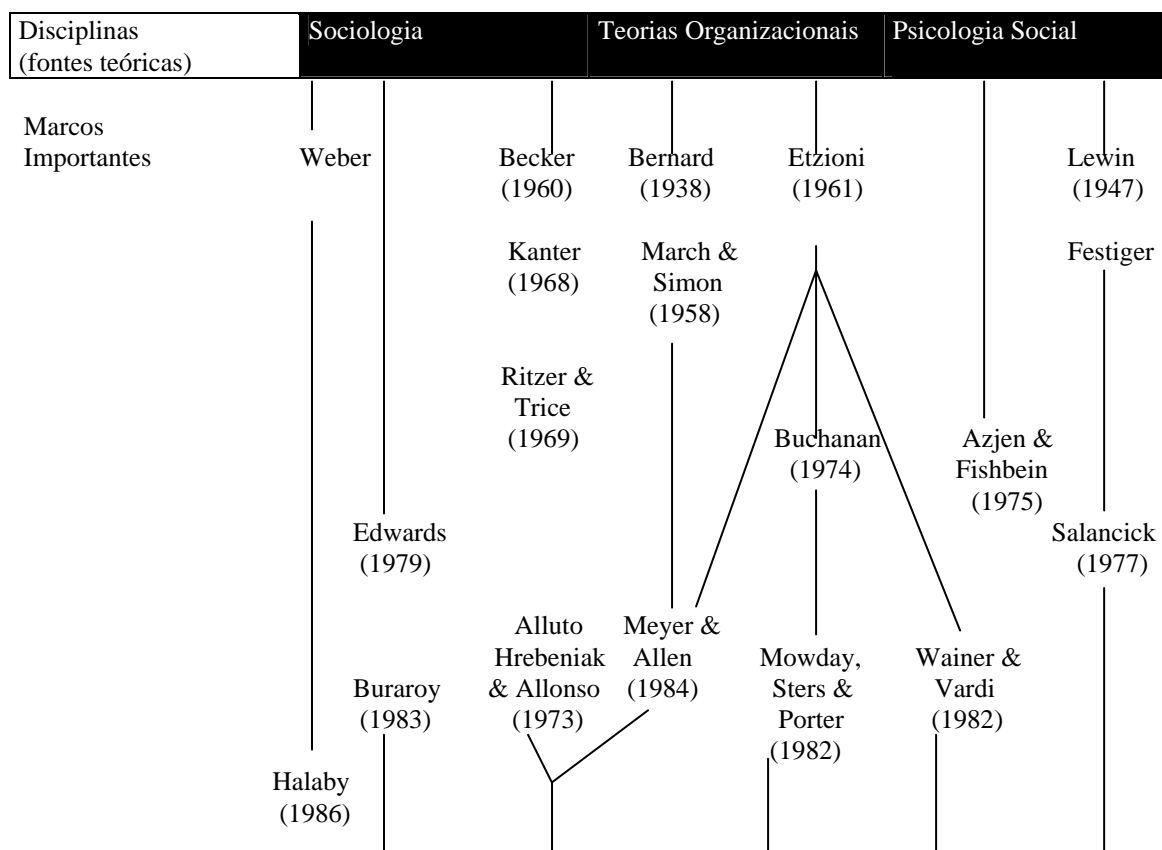 Disciplinas
(fontes teóricas)
Sociologia
Teorias Organizacionais
Psicologia Social
Marcos
Importantes
Weber
Becker
(1960)
Bernard
(1938)
Etzioni
(1961)
Lewin
(1947)
Kanter
(1968)
March &
Simon
(1958)
Festiger
Ritzer &
Trice
(1969)
Buchanan
(1974)
Azjen &
Fishbein
(1975)
Edwards
(1979)
Salancick
(1977)
Alluto
Hrebeniak
& Allonso
(1973)
Meyer &
Allen
(1984)
Mowday,
Sters &
Porter
(1982)
Wainer &
Vardi
(1982)
Buraroy
(1983)
Halaby
(1986)